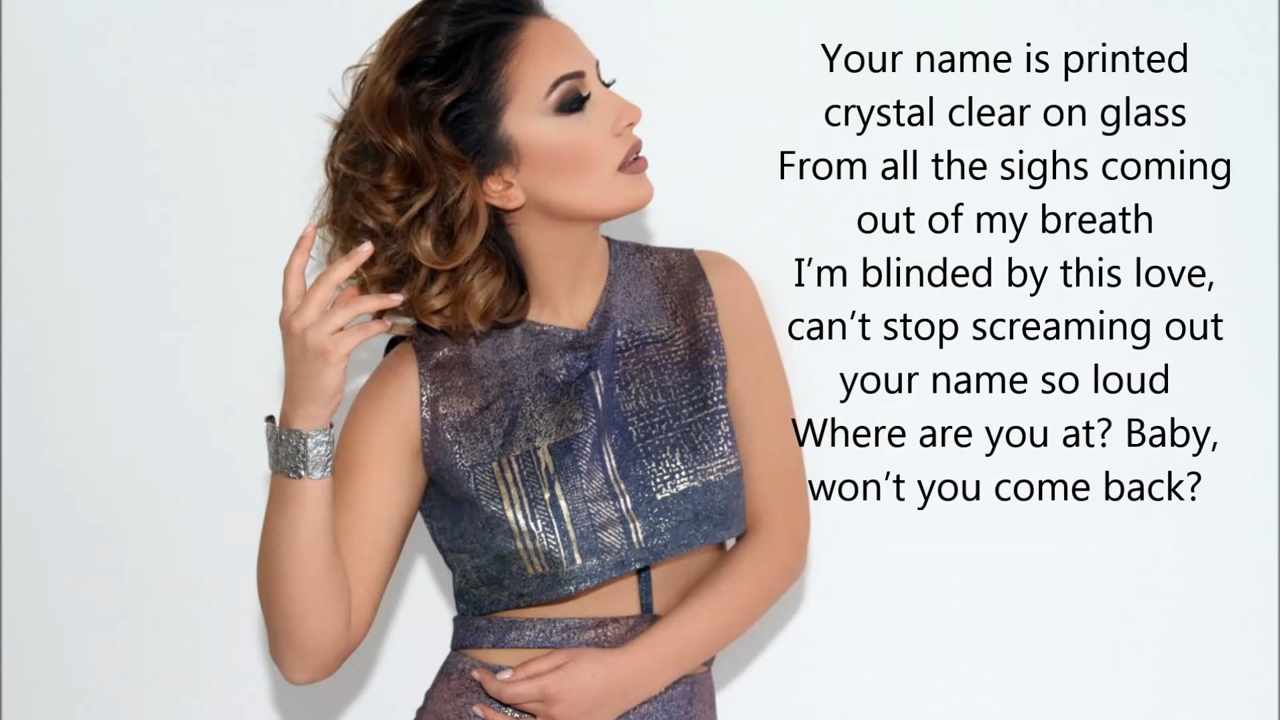 Your name is printed
crystal clear on glass
From all the sighs coming
out of my breath
I’m blinded by this love,
can’t stop screaming out
your name so loud
Where are you at? Baby,
won’t you come back?